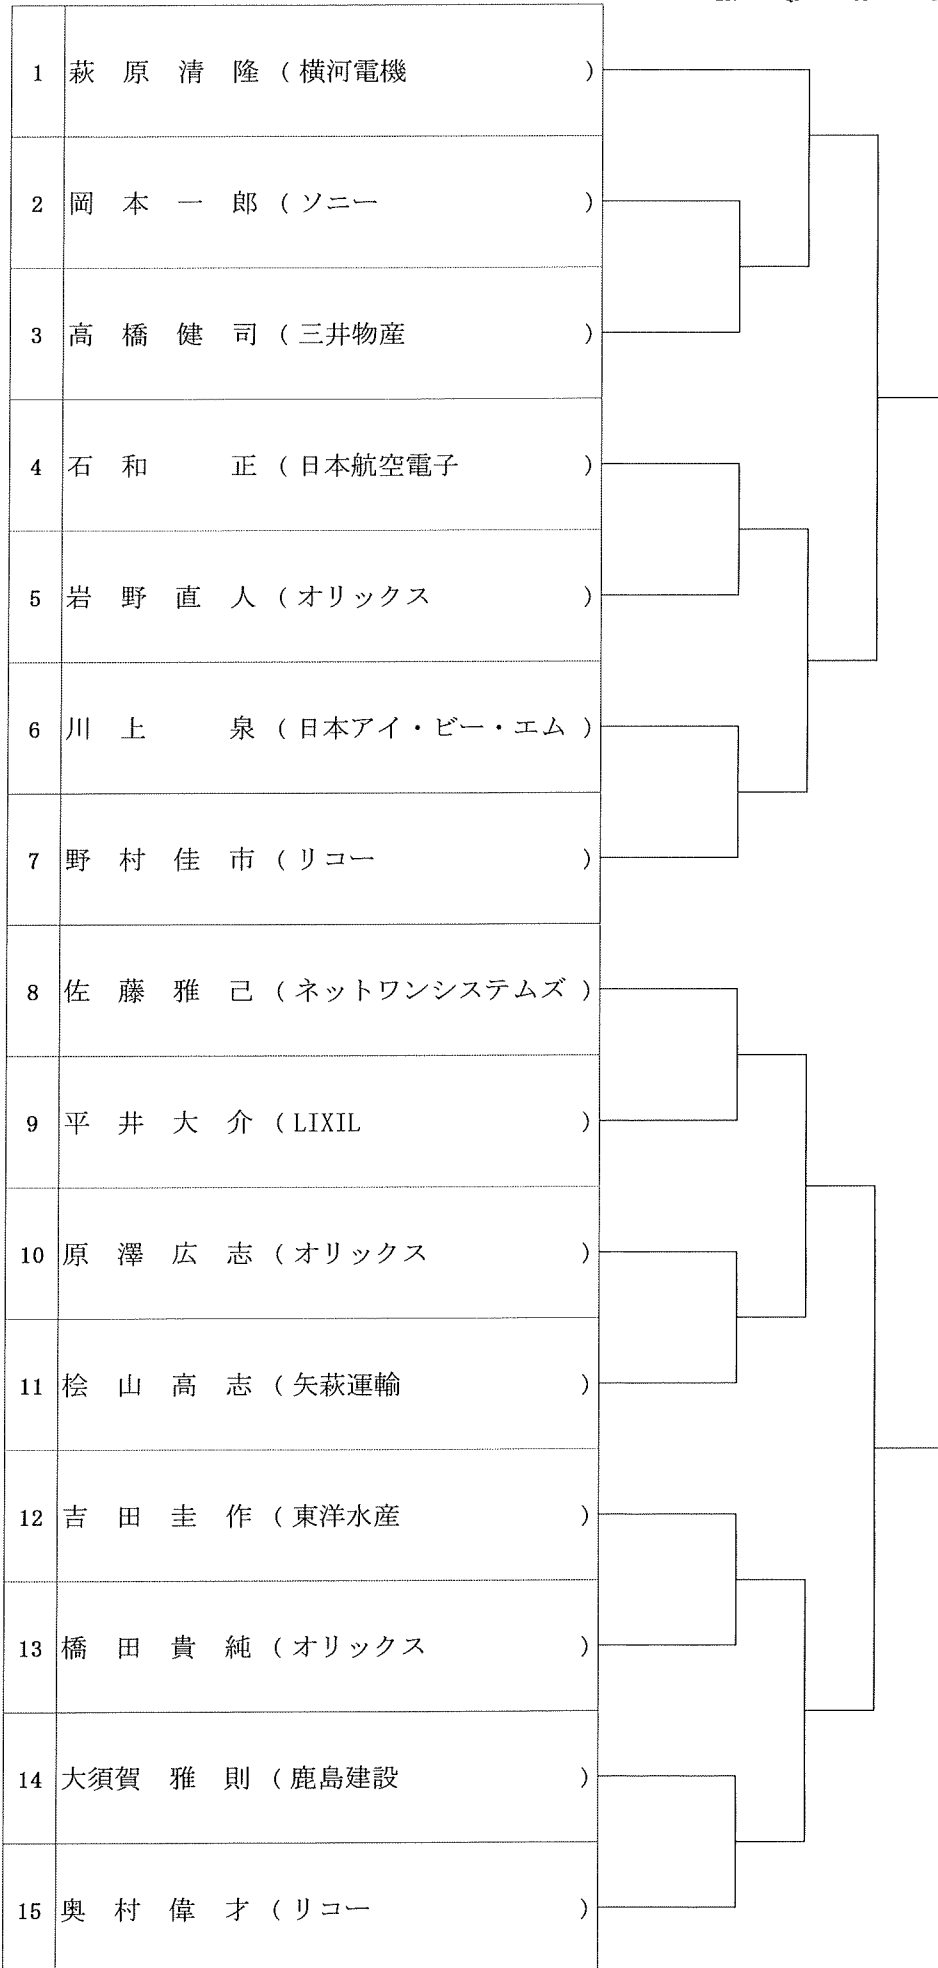 1 萩原清隆 (横河電機)
2 岡本一郎 (ソニー)
3 高橋健司 (三井物産)
4 石和 正 (日本航空電子)
5 岩野直人 (オリックス)
6 川上 泉 (日本アイ・ビー・エム)
7 野村佳市 (リコー)
8 佐藤雅己 (ネットワンシステムズ)
9 平井大介 (LIXIL)
10 原澤広志 (オリックス)
11 桧山高志 (矢萩運輸)
12 吉田圭作 (東洋水産)
13 橋田貴純 (オリックス)
14 大須賀雅則 (鹿島建設)
15 奥村偉才 (リコー)